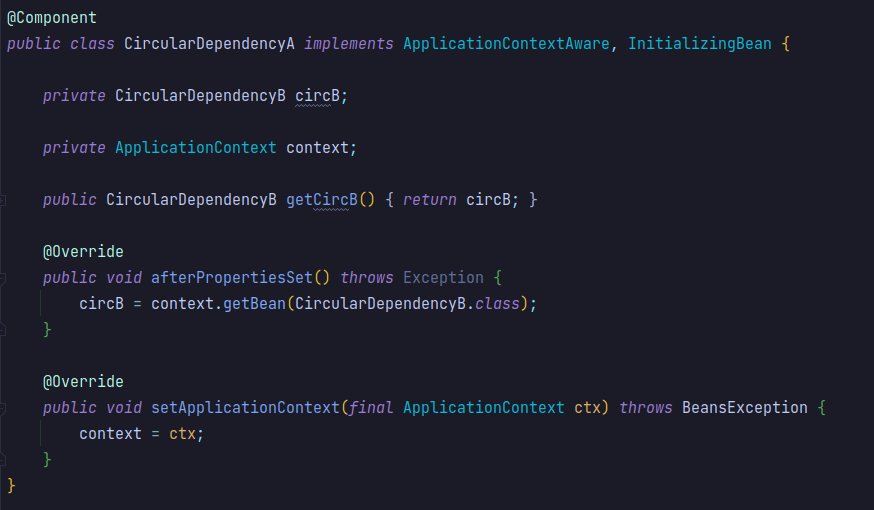 @Component
public class CircularDependencyA implements ApplicationContextAware, InitializingBean {
private CircularDependencyB circB;
private ApplicationContext context;
public CircularDependencyB getCircB() { return circB; }
@Override
public void afterPropertiesSet() throws Exception {
circB = context.getBean(CircularDependencyB.class);
}
@Override
public void setApplicationContext(final ApplicationContext ctx) throws BeansException {
context = ctx;
}
}